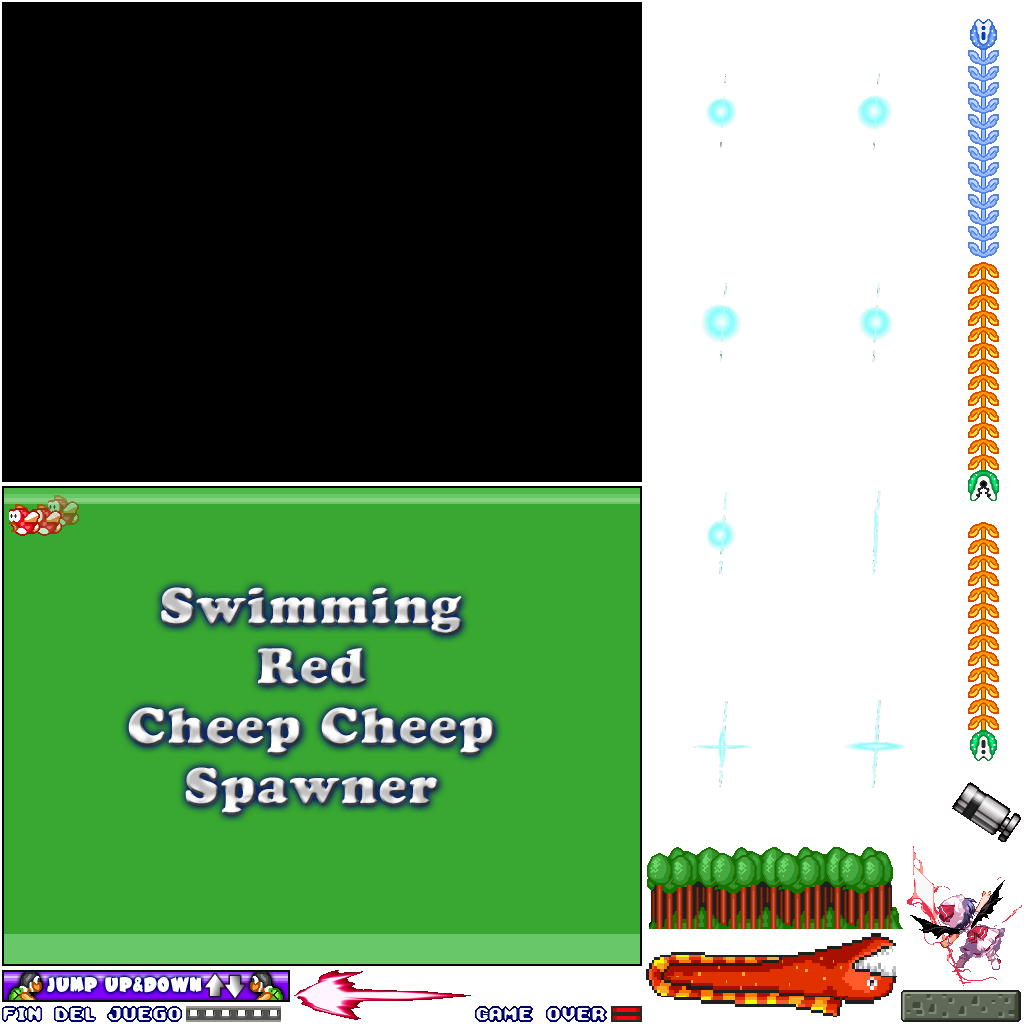 Swimming
Red
Cheep Cheep
Spawner
JUMP UP&DOWN
FIN DEL JUEGO
GAME OVER